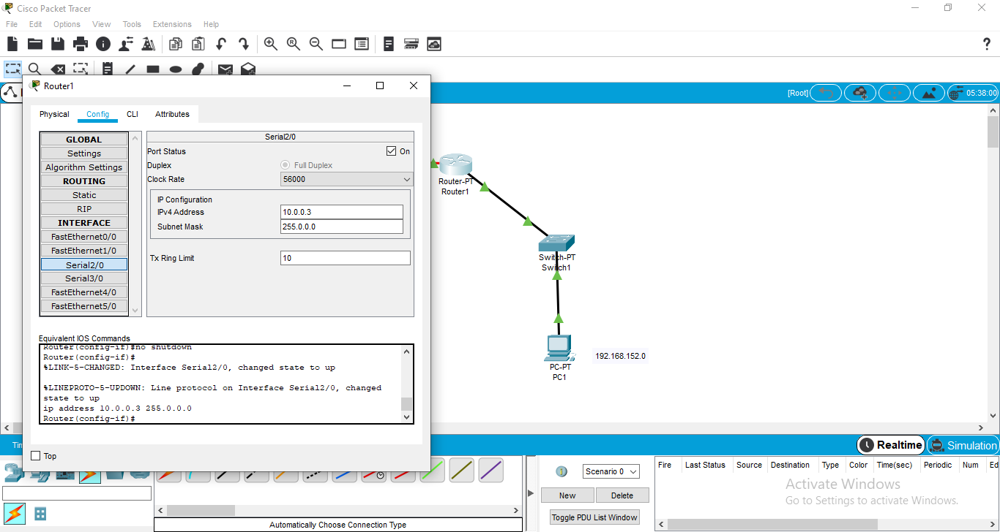 Cisco Packet Tracer
File Edit Options View Tools Extensions Help
Router1
[Root]
05:38:00
Physical Config CLI Attributes
GLOBAL
Settings
Algorithm Settings
ROUTING
Static
RIP
INTERFACE
FastEthernet0/0
FastEthernet1/0
Serial2/0
Serial3/0
FastEthernet4/0
FastEthernet5/0
Serial2/0
Port Status On
Duplex Full Duplex
Clock Rate 56000
IP Configuration
IPv4 Address 10.0.0.3
Subnet Mask 255.0.0.0
Tx Ring Limit 10
Equivalent IOS Commands
Router(config-if)#no shutdown
Router(config-if)#
%LINK-5-CHANGED: Interface Serial2/0, changed state to up
%LINEPROTO-5-UPDOWN: Line protocol on Interface Serial2/0, changed
state to up
ip address 10.0.0.3 255.0.0.0
Router(config-if)#
Top
Router-PT
Router1
Switch-PT
Switch1
PC-PT
PC1
192.168.152.0
Realtime Simulation
Scenario 0
New Delete
Toggle PDU List Window
Fire Last Status Source Destination Type Color Time(sec) Periodic Num Ed
Activate Windows
Go to Settings to activate Windows.
Automatically Choose Connection Type